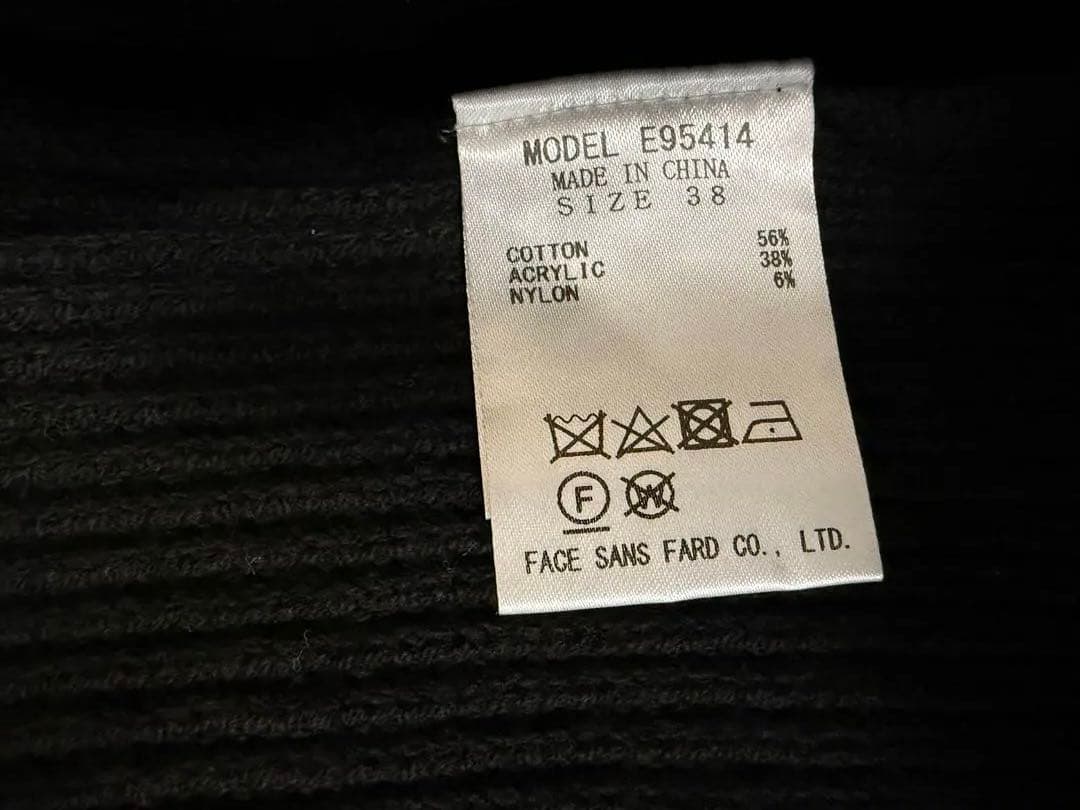 MODEL E95414
MADE IN CHINA
SIZE 38
COTTON 56%
ACRYLIC 38%
NYLON 6%
F W
FACE SANS FARD CO., LTD.